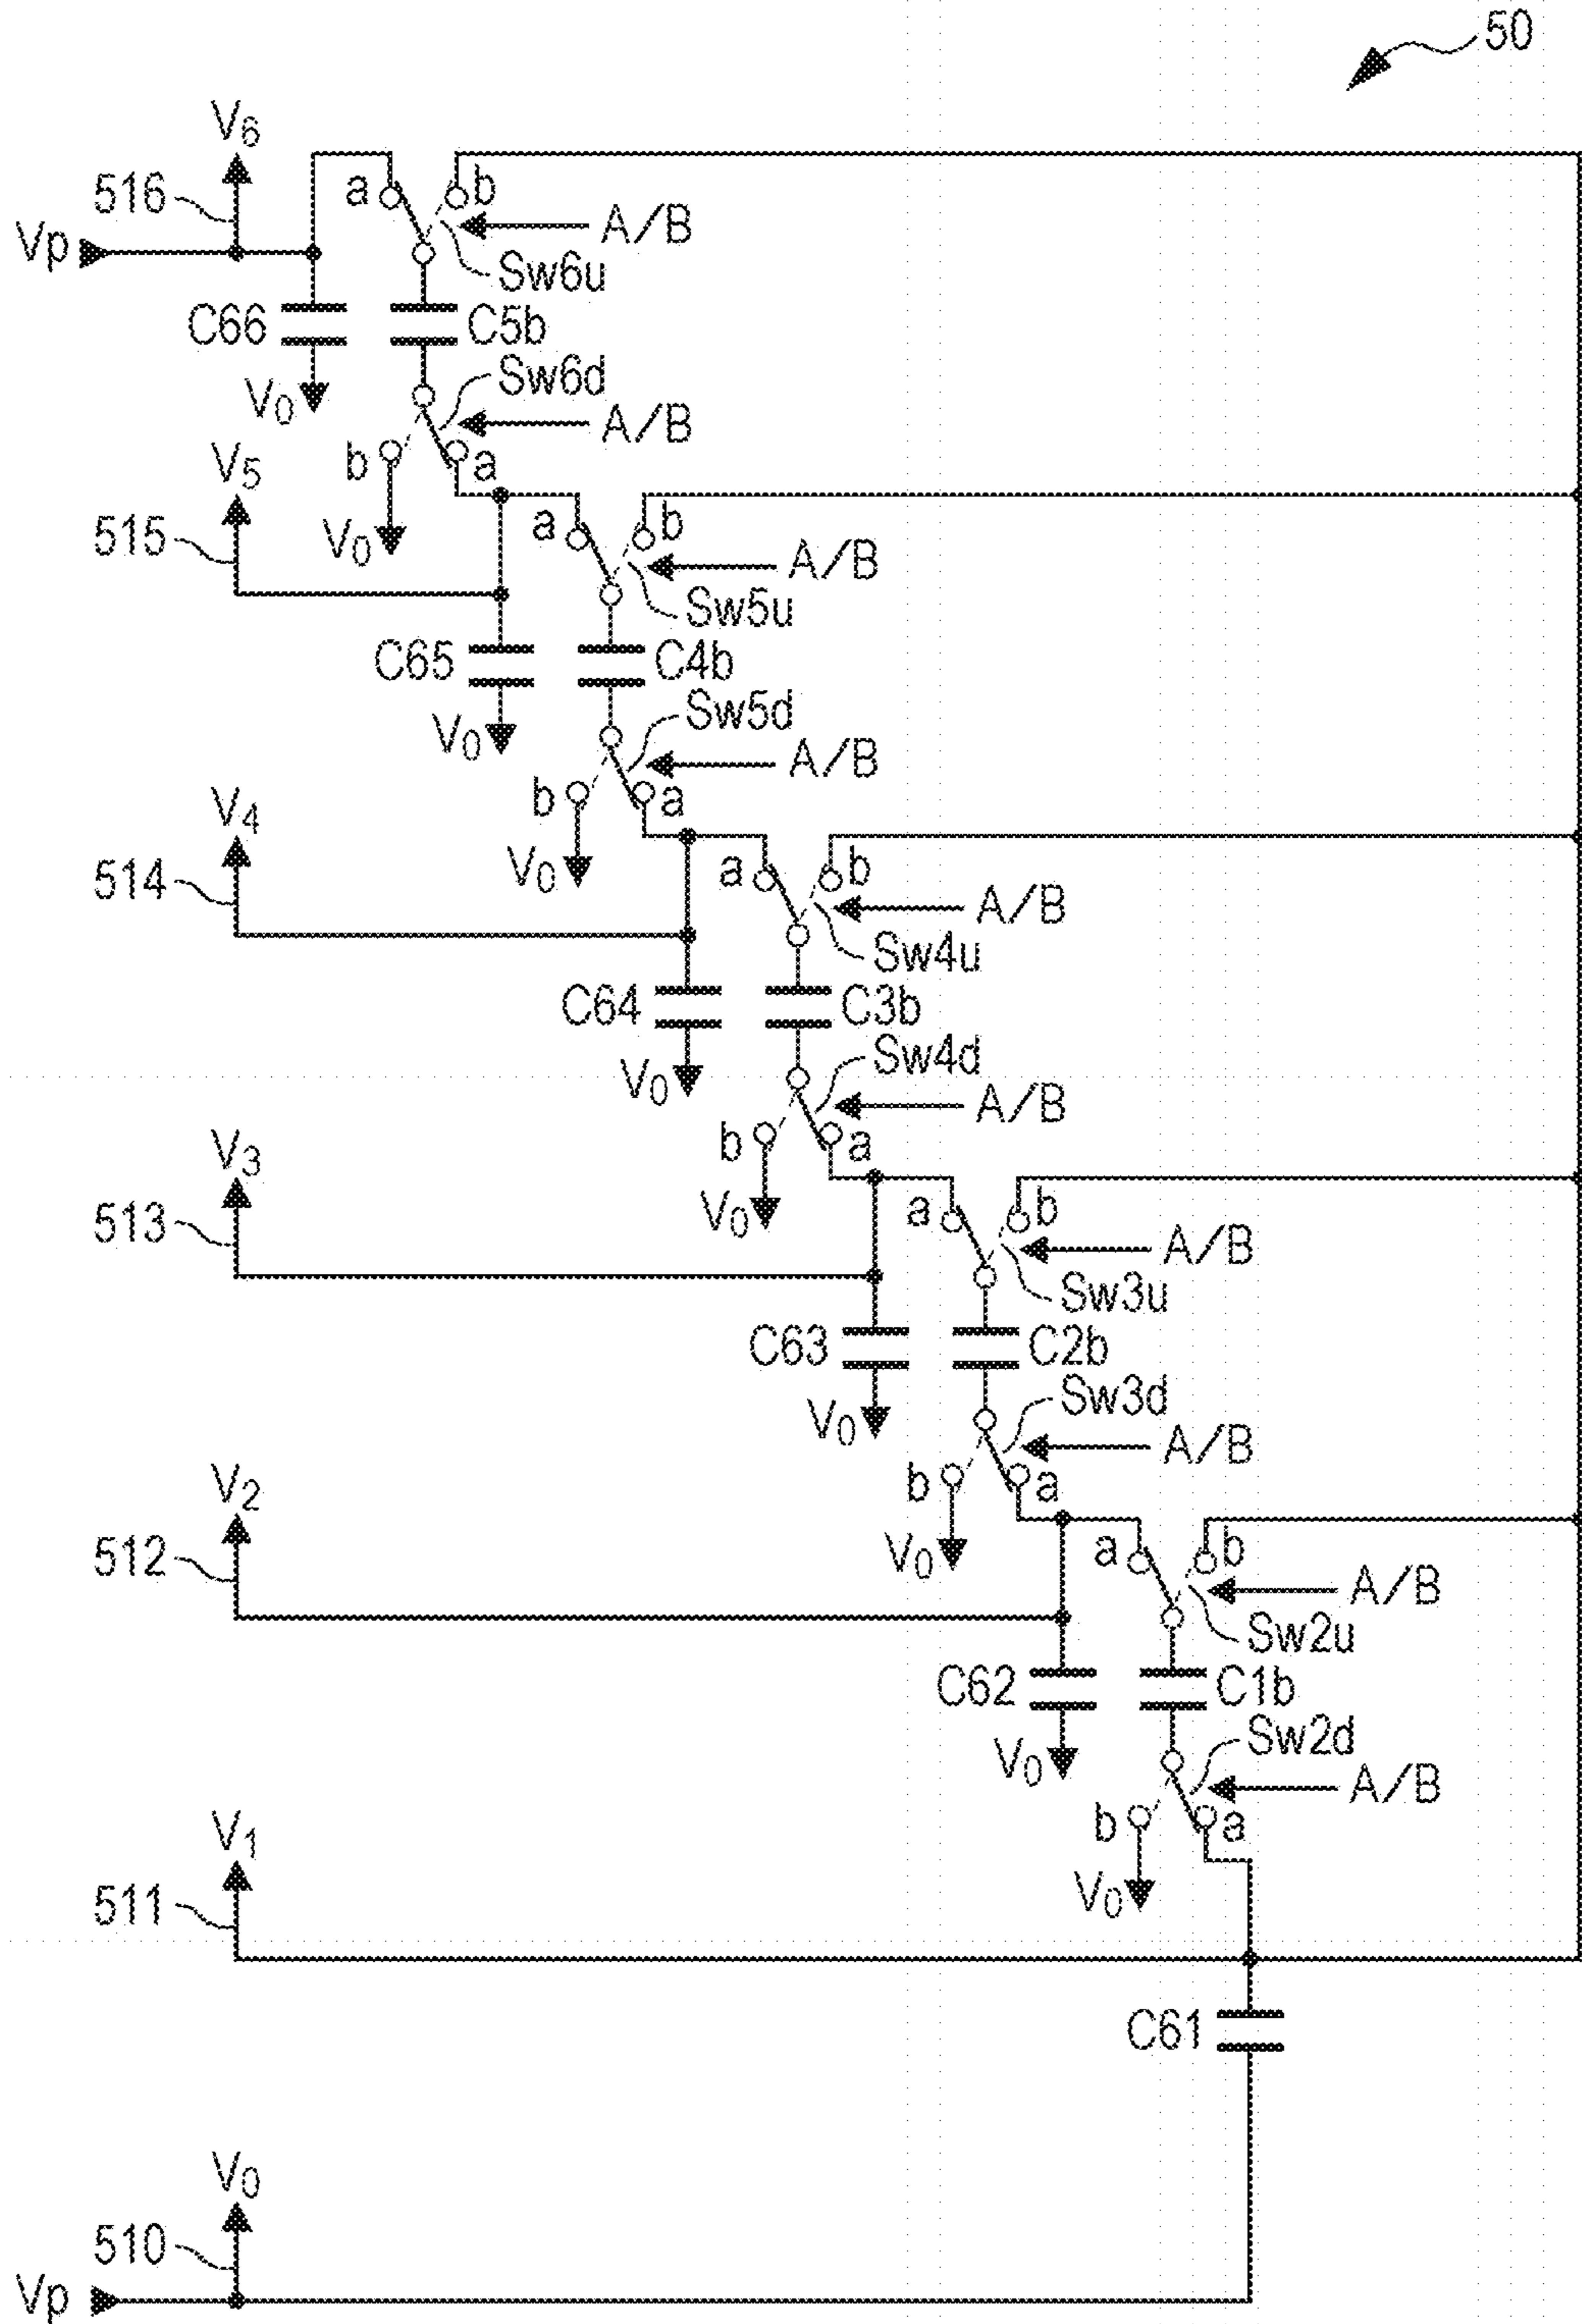 50
V6
516
a
b
A/B
Vp
Sw6u
C66
C5b
Sw6d
V0
A/B
b
a
V5
515
V0
a
b
A/B
Sw5u
C65
C4b
Sw5d
V0
A/B
b
a
V4
514
V0
a
b
A/B
Sw4u
C64
C3b
Sw4d
V0
A/B
b
a
V3
513
V0
a
b
A/B
Sw3u
C63
C2b
Sw3d
V0
A/B
b
a
V2
512
V0
a
b
A/B
Sw2u
C62
C1b
Sw2d
V0
A/B
b
a
V1
511
V0
C61
V0
510
Vp